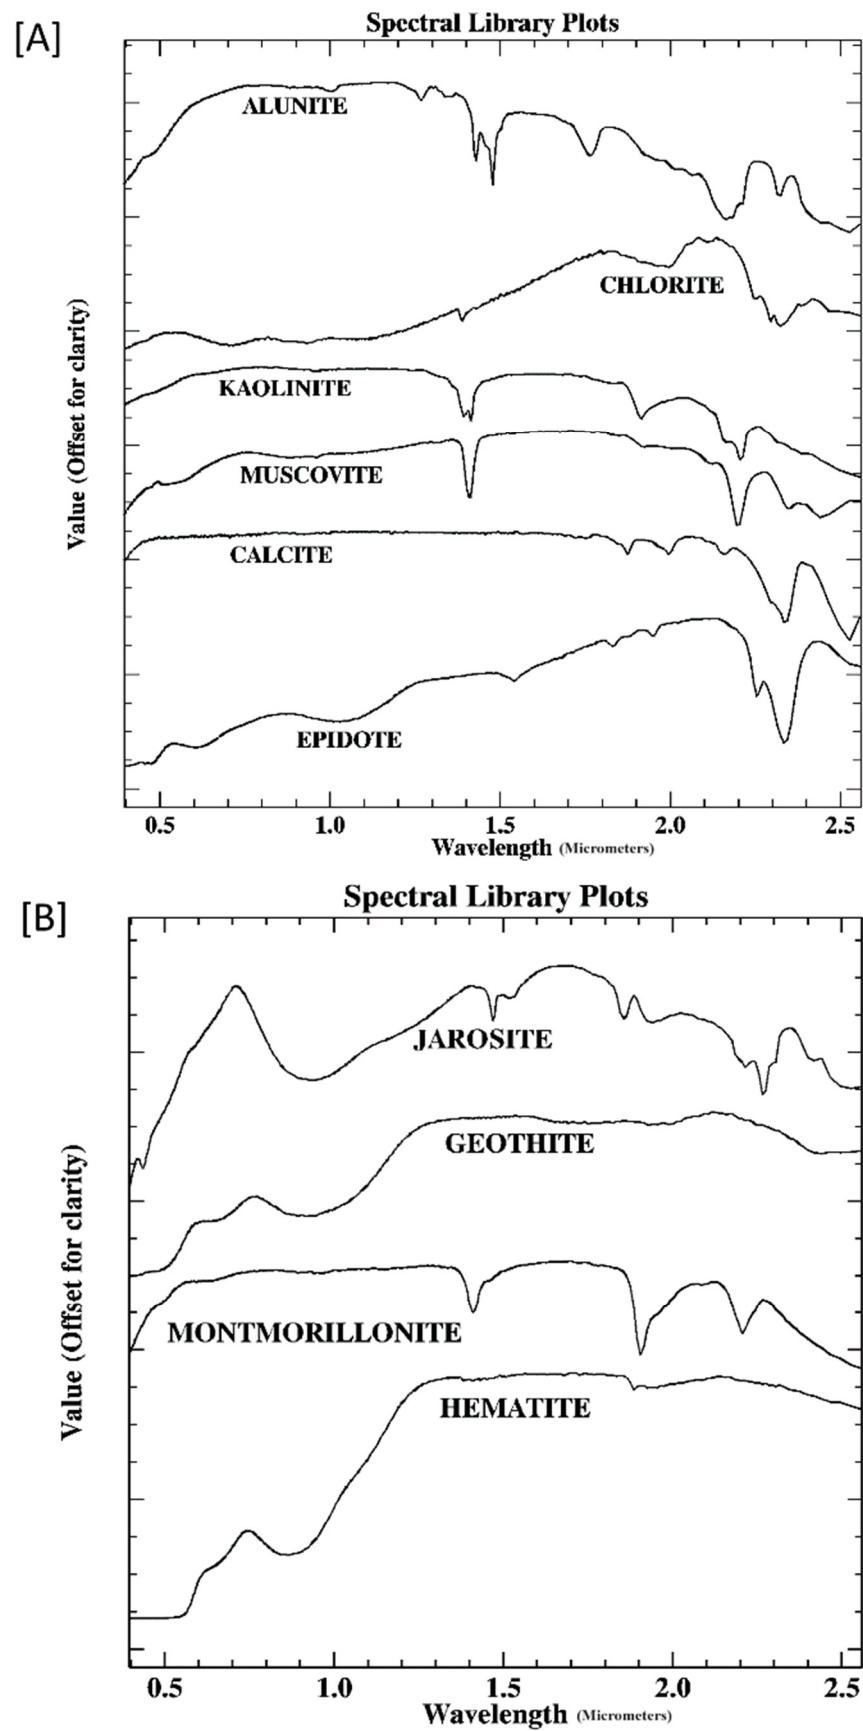 [A]
Spectral Library Plots
ALUNITE
CHLORITE
KAOLINITE
MUSCOVITE
CALCITE
EPIDOTE
Value (Offset for clarity)
0.5 1.0 1.5 2.0 2.5
Wavelength (Micrometers)
[B]
Spectral Library Plots
JAROSITE
GEOTHITE
MONTMORILLONITE
HEMATITE
Value (Offset for clarity)
0.5 1.0 1.5 2.0 2.5
Wavelength (Micrometers)